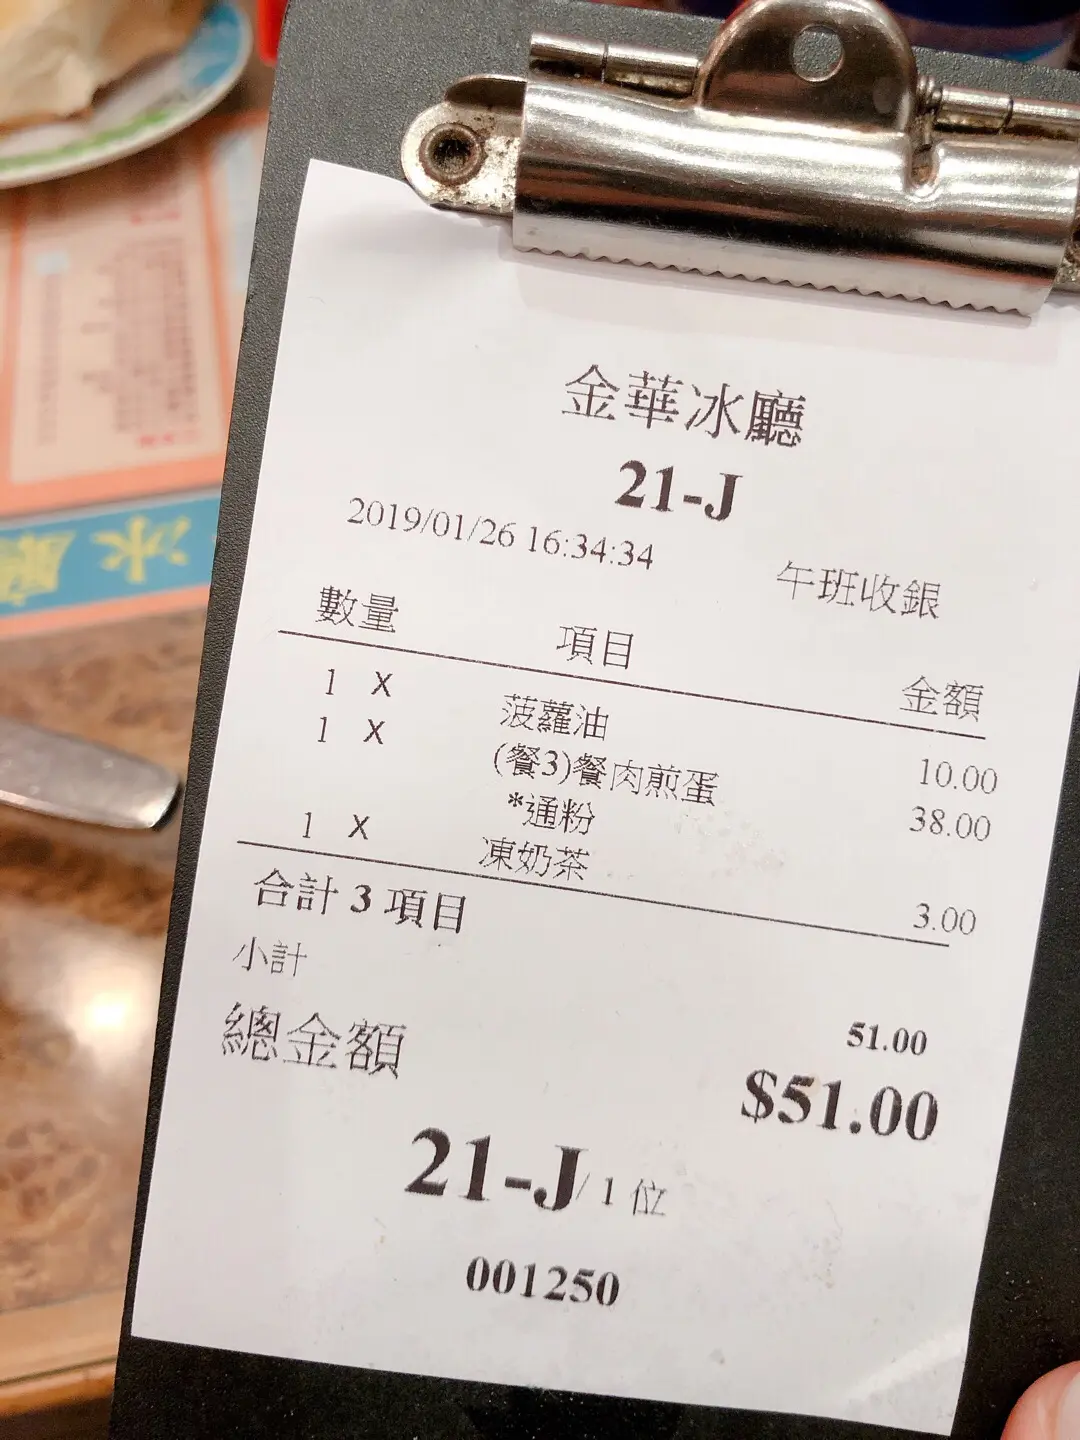 金華冰廳
21-J
2019/01/26 16:34:34 午班收銀
數量 項目 金額
1 X 菠蘿油 10.00
1 X (餐3)餐肉煎蛋 38.00
*通粉
1 X 凍奶茶 3.00
合計 3 項目
小計 51.00
總金額 $51.00
21-J/ 1 位
001250
冰廳